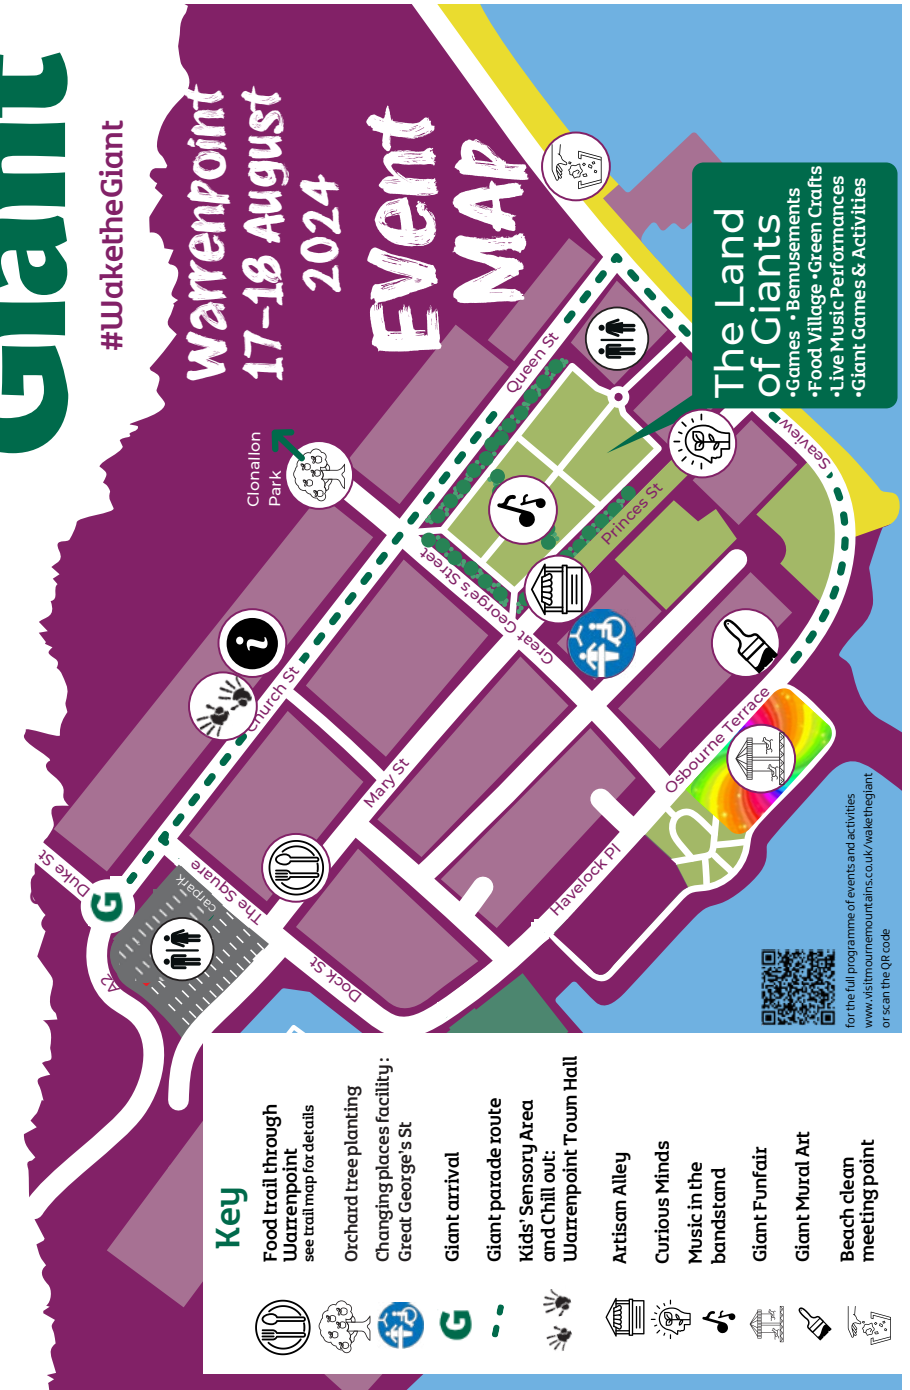 Giant
#WaketheGiant
Warrenpoint
17-18 August
2024
EVENT
MAP
Clonallon
Park
Queen St
The Land
of Giants
•Games •Bemusements
•Food Village •Green Crafts
•Live Music Performances
•Giant Games & Activities
Seaview
Princes St
Great George's Street
i
Church St
Mary St
Osbourne Terrace
Duke St
G
The Square
carpark
A2
Dock St
Havelock Pl
for the full programme of events and activities
www.visitmournemountains.co.uk/wakethegiant
or scan the QR code
Key
Food trail through
Warrenpoint
see trail map for details
Orchard tree planting
Changing places facility:
Great George's St
G
Giant arrival
Giant parade route
Kids' Sensory Area
and Chill out:
Warrenpoint Town Hall
Artisan Alley
Curious Minds
Music in the
bandstand
Giant Funfair
Giant Mural Art
Beach clean
meeting point